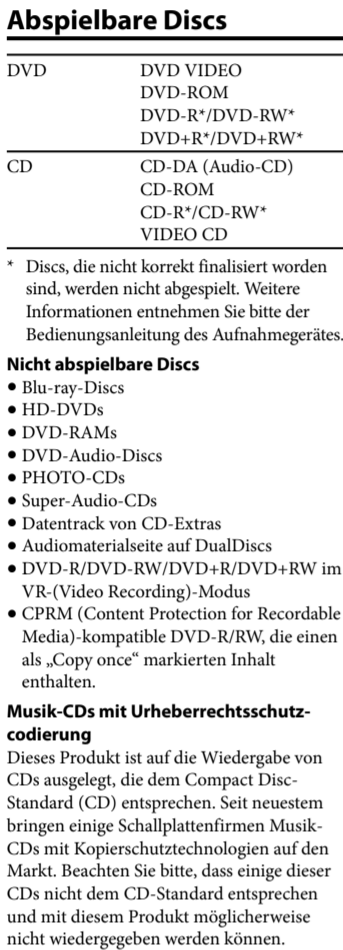 Abspielbare Discs
DVD DVD VIDEO
DVD-ROM
DVD-R*/DVD-RW*
DVD+R*/DVD+RW*
CD CD-DA (Audio-CD)
CD-ROM
CD-R*/CD-RW*
VIDEO CD
* Discs, die nicht korrekt finalisiert worden
sind, werden nicht abgespielt. Weitere
Informationen entnehmen Sie bitte der
Bedienungsanleitung des Aufnahmegerätes.
Nicht abspielbare Discs
• Blu-ray-Discs
• HD-DVDs
• DVD-RAMs
• DVD-Audio-Discs
• PHOTO-CDs
• Super-Audio-CDs
• Datentrack von CD-Extras
• Audiomaterialseite auf DualDiscs
• DVD-R/DVD-RW/DVD+R/DVD+RW im
VR-(Video Recording)-Modus
• CPRM (Content Protection for Recordable
Media)-kompatible DVD-R/RW, die einen
als „Copy once“ markierten Inhalt
enthalten.
Musik-CDs mit Urheberrechtsschutz-
codierung
Dieses Produkt ist auf die Wiedergabe von
CDs ausgelegt, die dem Compact Disc-
Standard (CD) entsprechen. Seit neuestem
bringen einige Schallplattenfirmen Musik-
CDs mit Kopierschutztechnologien auf den
Markt. Beachten Sie bitte, dass einige dieser
CDs nicht dem CD-Standard entsprechen
und mit diesem Produkt möglicherweise
nicht wiedergegeben werden können.